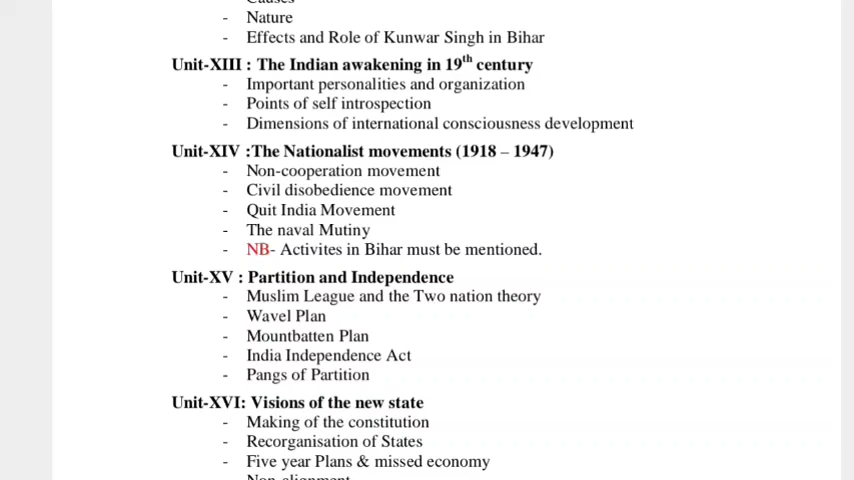 Causes
- Nature
- Effects and Role of Kunwar Singh in Bihar
Unit-XIII : The Indian awakening in 19th century
- Important personalities and organization
- Points of self introspection
- Dimensions of international consciousness development
Unit-XIV :The Nationalist movements (1918 – 1947)
- Non-cooperation movement
- Civil disobedience movement
- Quit India Movement
- The naval Mutiny
- NB- Activites in Bihar must be mentioned.
Unit-XV : Partition and Independence
- Muslim League and the Two nation theory
- Wavel Plan
- Mountbatten Plan
- India Independence Act
- Pangs of Partition
Unit-XVI: Visions of the new state
- Making of the constitution
- Recorganisation of States
- Five year Plans & missed economy
Non-alignment